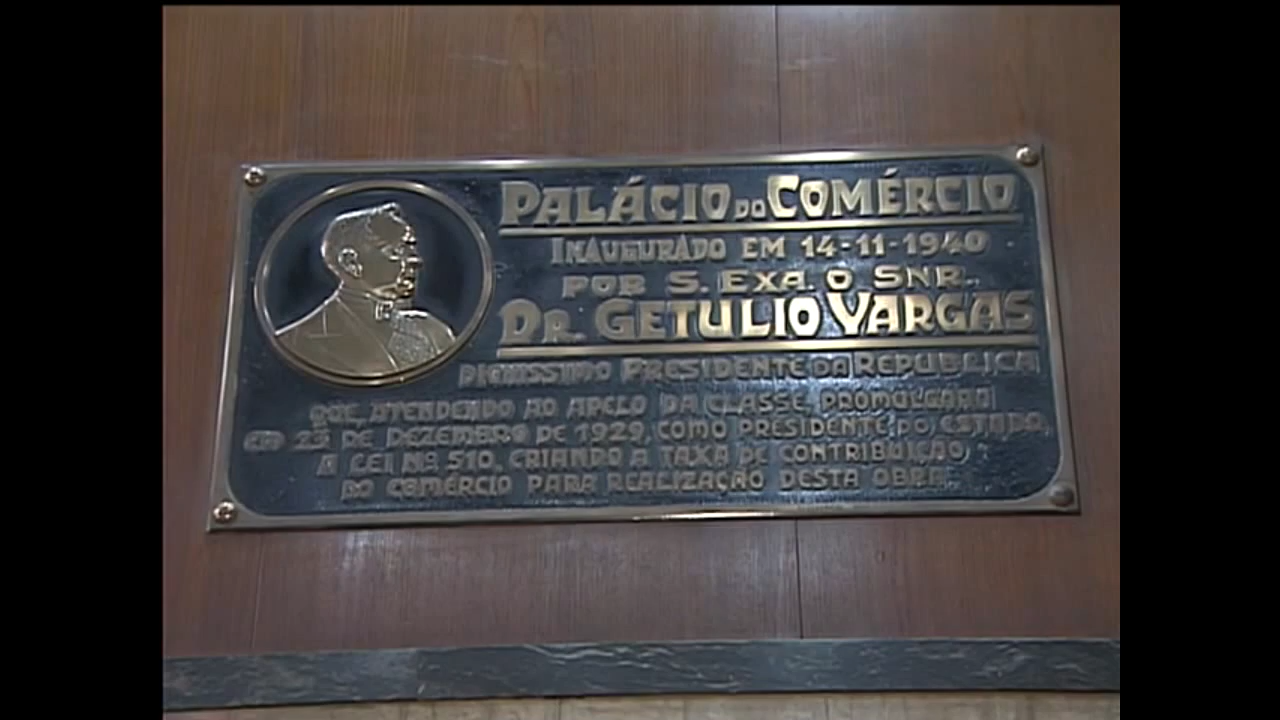 PALÁCIO DO COMÉRCIO
INAUGURADO EM 14-11-1940
POR S. EXA. O SNR.
DR. GETULIO VARGAS
DIGNISSIMO PRESIDENTE DA REPUBLICA
QUE, ATENDENDO AO APELO DA CLASSE, PROMULGARA
EM 23 DE DEZEMBRO DE 1929, COMO PRESIDENTE DO ESTADO,
A LEI Nº 510, CRIANDO A TAXA DE CONTRIBUIÇÃO
DO COMÉRCIO PARA REALIZAÇÃO DESTA OBRA.